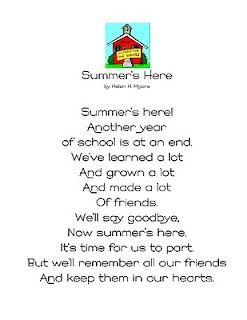 Summer's Here
by Helen H. Moore
Summer's here!
Another year
of school is at an end.
We've learned a lot
And grown a lot
And made a lot
Of friends.
We'll say goodbye,
Now summer's here,
It's time for us to part.
But we'll remember all our friends
And keep them in our hearts.